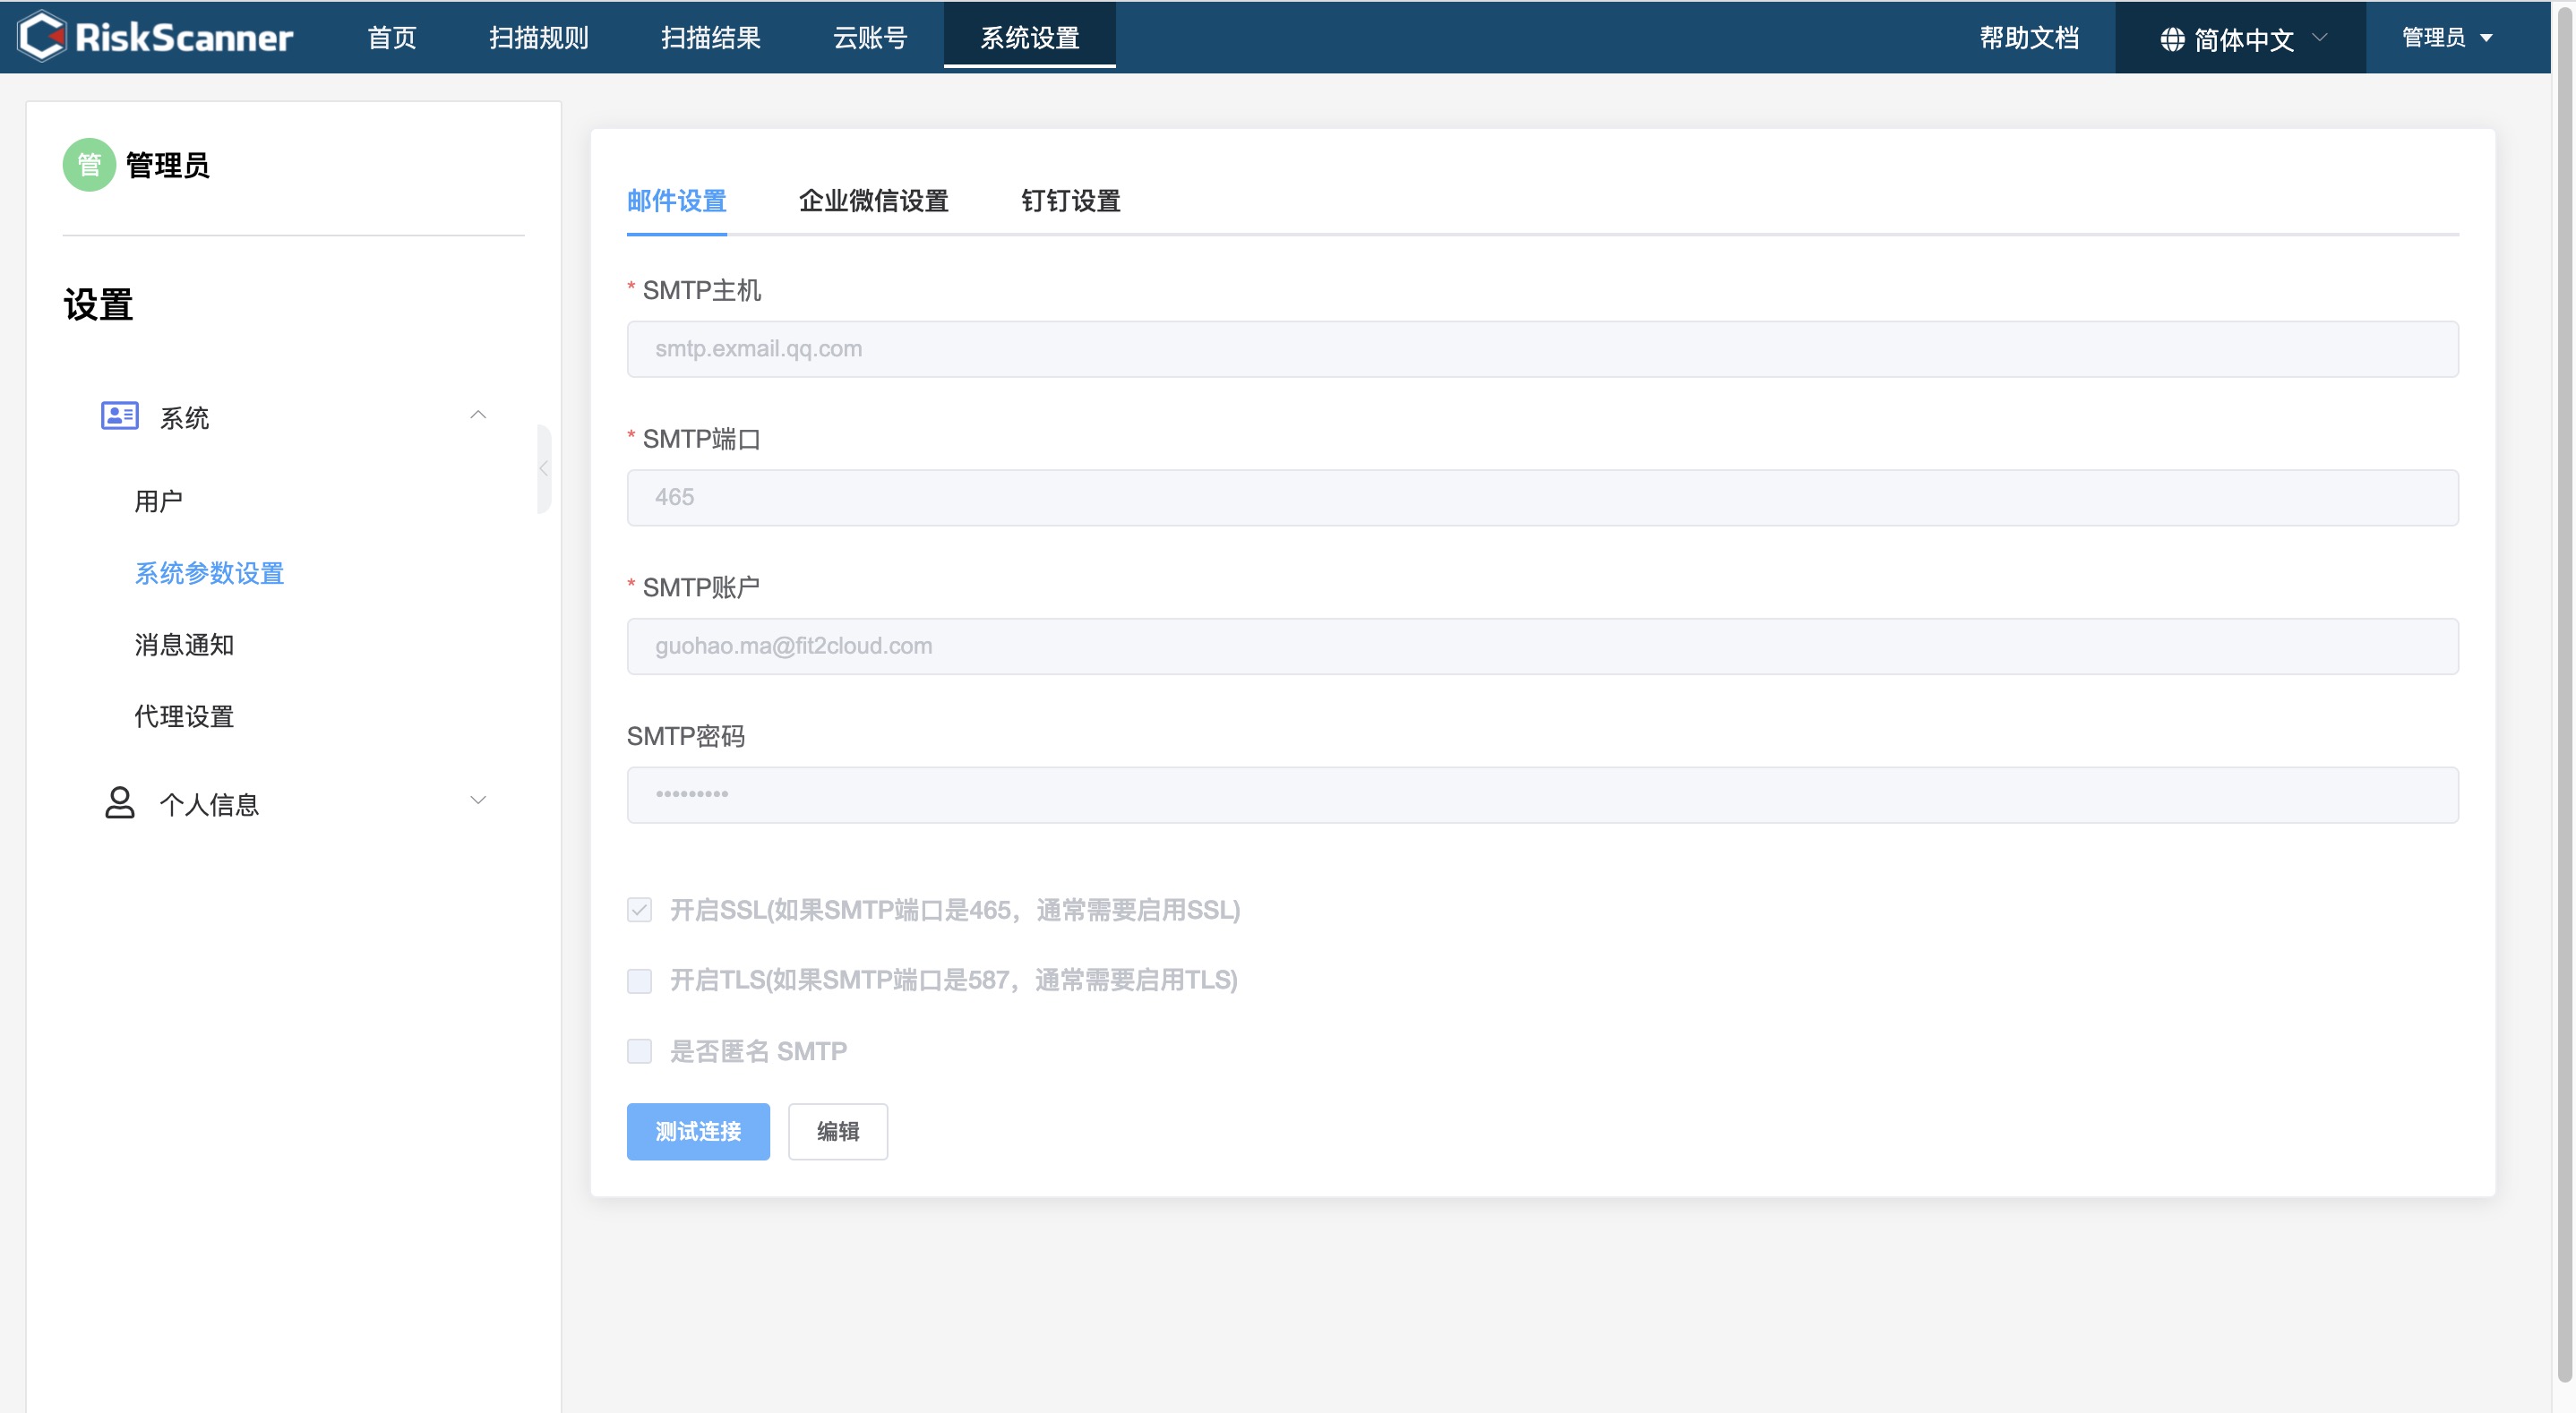 RiskScanner 首页 扫描规则 扫描结果 云账号 系统设置 帮助文档 简体中文 管理员
管 管理员
设置
系统
用户
系统参数设置
消息通知
代理设置
个人信息
邮件设置 企业微信设置 钉钉设置
* SMTP主机
smtp.exmail.qq.com
* SMTP端口
465
* SMTP账户
guohao.ma@fit2cloud.com
SMTP密码
•••••••••
开启SSL(如果SMTP端口是465，通常需要启用SSL)
开启TLS(如果SMTP端口是587，通常需要启用TLS)
是否匿名 SMTP
测试连接 编辑